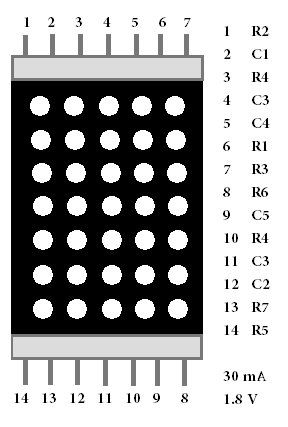 1 2 3 4 5 6 7
14 13 12 11 10 9 8
1 R2
2 C1
3 R4
4 C3
5 C4
6 R1
7 R3
8 R6
9 C5
10 R4
11 C3
12 C2
13 R7
14 R5
30 mA
1.8 V